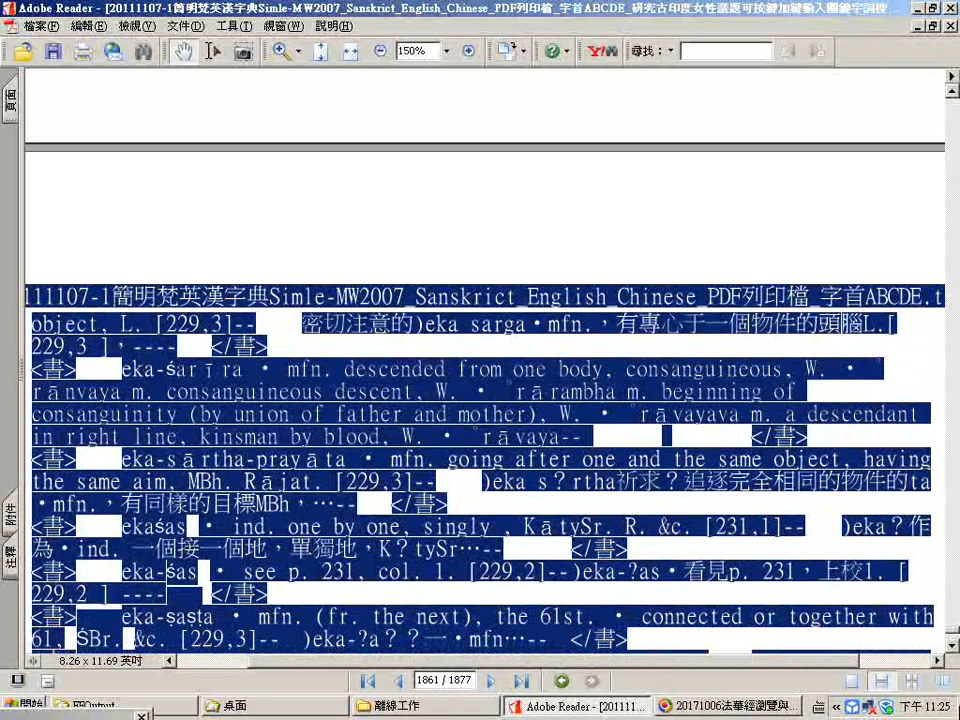 Adobe Reader - [20111107-1簡明梵英漢字典Simle-MW2007_Sanskrict_English_Chinese_PDF列印檔_字首ABCDE_研究古印度女性議題可按鍵加鍵輸入關鍵字詞搜
檔案(F) 編輯(E) 檢視(V) 文件(D) 工具(T) 視窗(W) 說明(H)
150% 尋找:
頁面
111107-1簡明梵英漢字典Simle-MW2007_Sanskrict_English_Chinese_PDF列印檔_字首ABCDE.t
object, L. [229,3]-- 密切注意的)eka sarga‧mfn.，有專心于一個物件的頭腦L.[
229,3 ]，---- </書>
<書> eka-śarīra ‧ mfn. descended from one body, consanguineous, W. ‧ °
rānvaya m. consanguineous descent, W. ‧ °rārambha m. beginning of
consanguinity (by union of father and mother), W. ‧ °rāvayava m. a descendant
in right line, kinsman by blood, W. ‧ °rāvaya-- </書>
<書> eka-sārtha-prayāta ‧ mfn. going after one and the same object, having
the same aim, MBh. Rājat. [229,3]-- )eka s？rtha祈求？追逐完全相同的物件的ta
‧mfn.，有同樣的目標MBh，…-- </書>
<書> ekaśas ‧ ind. one by one, singly , KātySr. R. &c. [231,1]-- )eka？作
為‧ind. 一個接一個地，單獨地，K？tySr…-- </書>
<書> eka-śas ‧ see p. 231, col. 1. [229,2]--)eka-?as‧看見p. 231，上校1. [
229,2 ] ---- </書>
<書> eka-ṣaṣṭa ‧ mfn. (fr. the next), the 61st. ‧ connected or together with
61, ŚBr. &c. [229,3]-- )eka-?a？？一‧mfn…-- </書>
附件
注釋
8.26 x 11.69 英吋
1861 / 1877
開始 EEOutput 桌面 離線工作 Adobe Reader - [201111... 20171006法華經瀏覽與... 下午 11:25